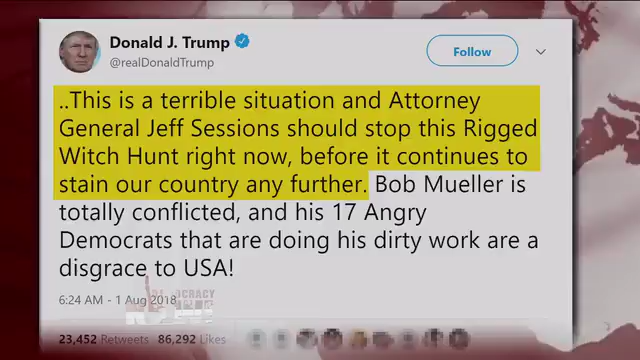 Donald J. Trump
@realDonaldTrump
Follow
..This is a terrible situation and Attorney
General Jeff Sessions should stop this Rigged
Witch Hunt right now, before it continues to
stain our country any further. Bob Mueller is
totally conflicted, and his 17 Angry
Democrats that are doing his dirty work are a
disgrace to USA!
6:24 AM - 1 Aug 2018
23,452 Retweets 86,292 Likes